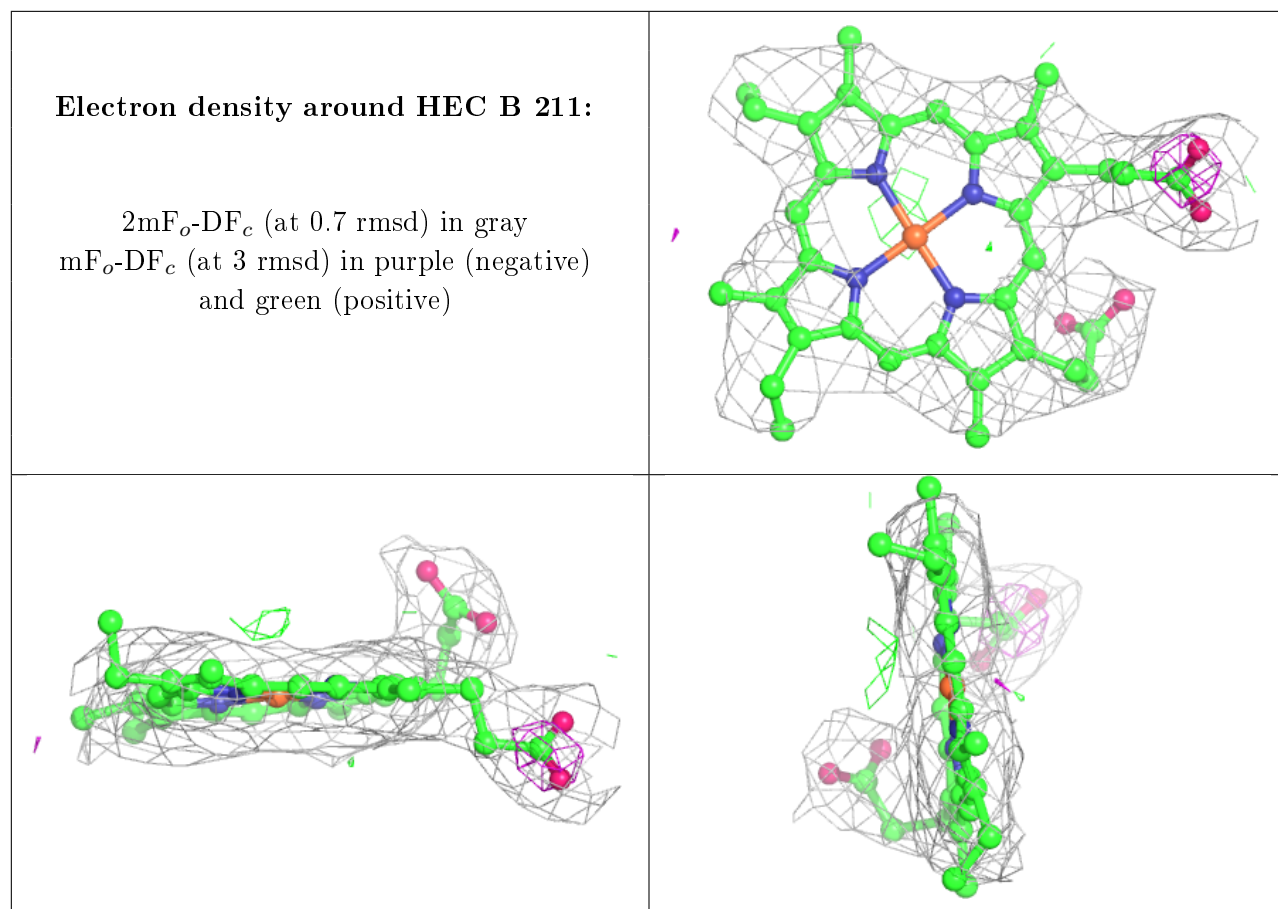 Electron density around HEC B 211:
2mFₒ-DF𝒸 (at 0.7 rmsd) in gray
mFₒ-DF𝒸 (at 3 rmsd) in purple (negative)
and green (positive)